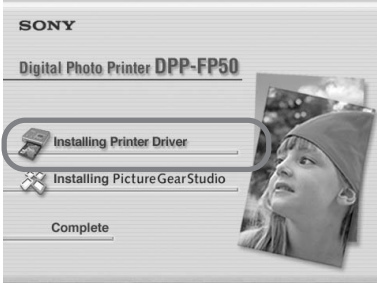 SONY
Digital Photo Printer DPP-FP50
Installing Printer Driver
Installing PictureGearStudio
Complete